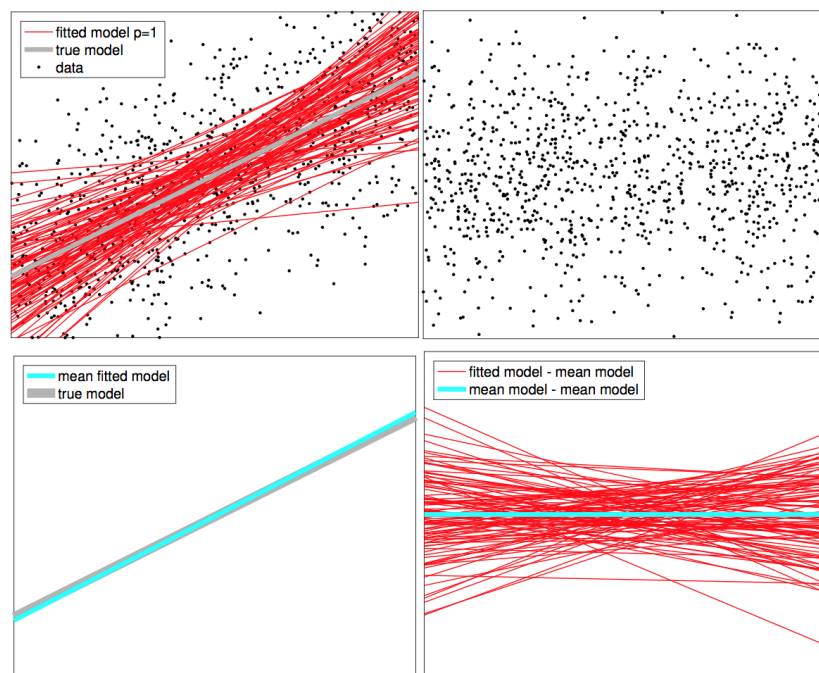 fitted model p=1
true model
data
mean fitted model
true model
fitted model - mean model
mean model - mean model